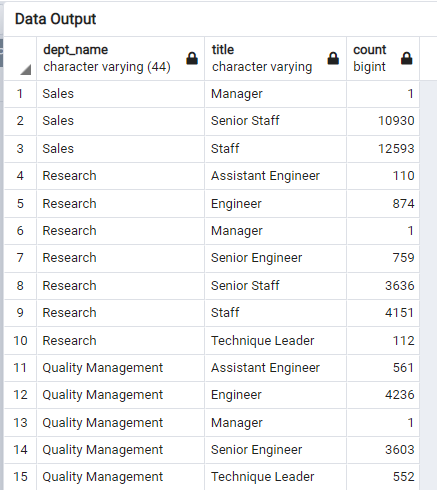 Data Output
dept_name character varying (44) title character varying count bigint
1 Sales Manager 1
2 Sales Senior Staff 10930
3 Sales Staff 12593
4 Research Assistant Engineer 110
5 Research Engineer 874
6 Research Manager 1
7 Research Senior Engineer 759
8 Research Senior Staff 3636
9 Research Staff 4151
10 Research Technique Leader 112
11 Quality Management Assistant Engineer 561
12 Quality Management Engineer 4236
13 Quality Management Manager 1
14 Quality Management Senior Engineer 3603
15 Quality Management Technique Leader 552